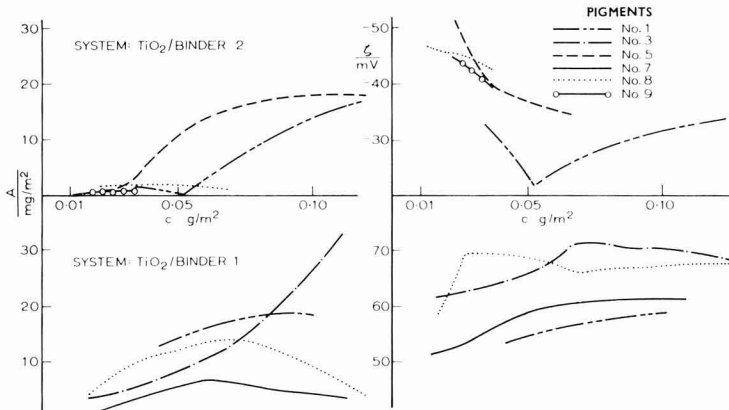 PIGMENTS
No. 1
No. 3
No. 5
No. 7
No. 8
No. 9
SYSTEM: TiO2/BINDER 2
30
20
10
A
mg/m2
0·01
0·05
0·10
c g/m2
-50
ζ
mV
-40
-30
0·01
0·05
0·10
c g/m2
SYSTEM: TiO2/BINDER 1
30
20
10
70
60
50